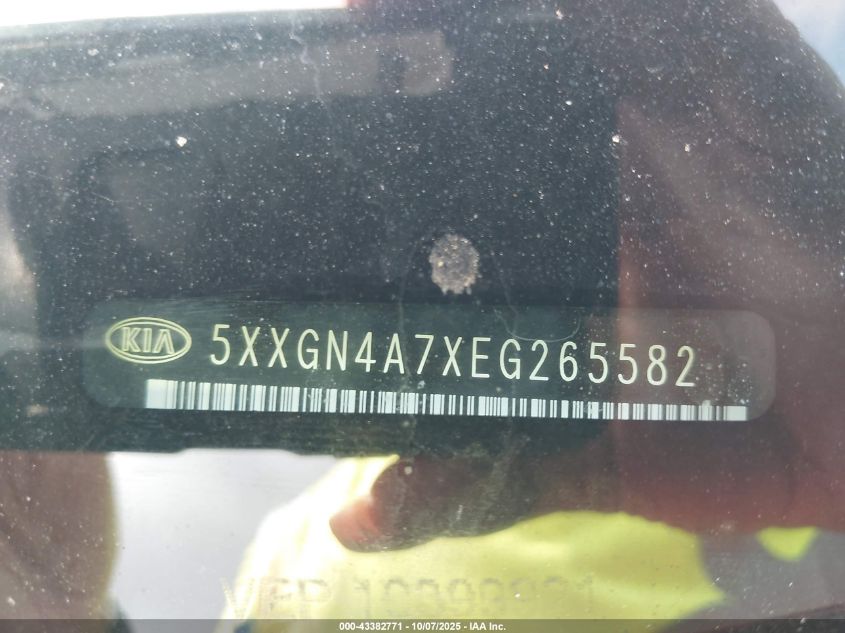 KIA 5XXGN4A7XEG265582
000-43382771 - 10/07/2025 - IAA Inc.